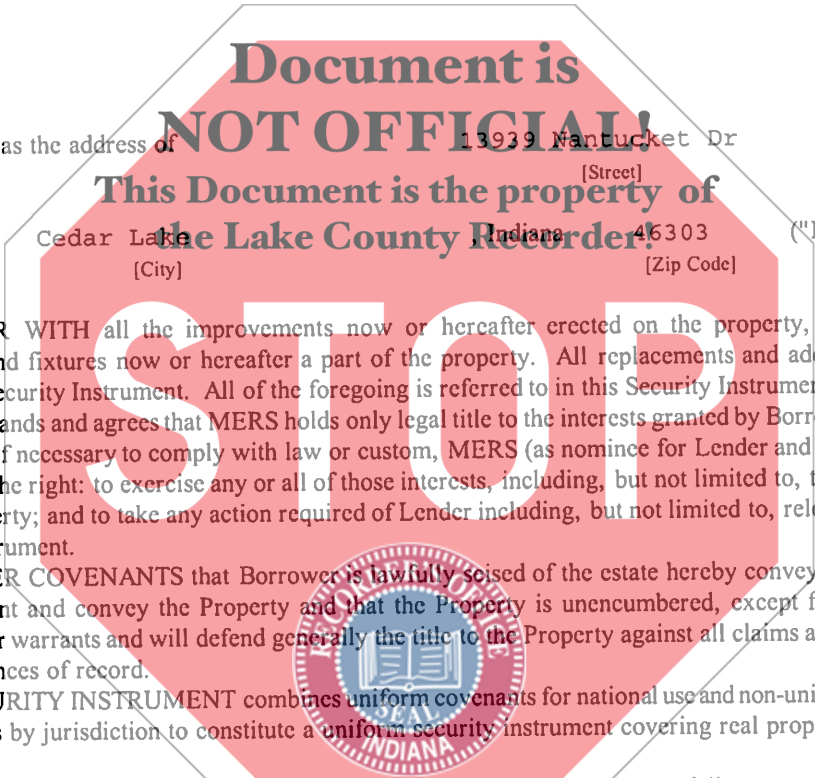 Document is
NOT OFFICIAL!
as the address of 13939 Nantucket Dr
[Street]
This Document is the property of
the Lake County Recorder!
Cedar Lake , Indiana 46303 ("
[City] [Zip Code]
STOP
R WITH all the improvements now or hereafter erected on the property,
nd fixtures now or hereafter a part of the property. All replacements and add
ecurity Instrument. All of the foregoing is referred to in this Security Instrumen
ands and agrees that MERS holds only legal title to the interests granted by Borr
f necessary to comply with law or custom, MERS (as nominee for Lender and
he right: to exercise any or all of those interests, including, but not limited to, t
rty; and to take any action required of Lender including, but not limited to, rele
rument.
ER COVENANTS that Borrower is lawfully seised of the estate hereby convey
nt and convey the Property and that the Property is unencumbered, except f
r warrants and will defend generally the title to the Property against all claims a
nces of record.
URITY INSTRUMENT combines uniform covenants for national use and non-uni
s by jurisdiction to constitute a uniform security instrument covering real prop
RECORDER'S OFFICE
SEAL
INDIANA